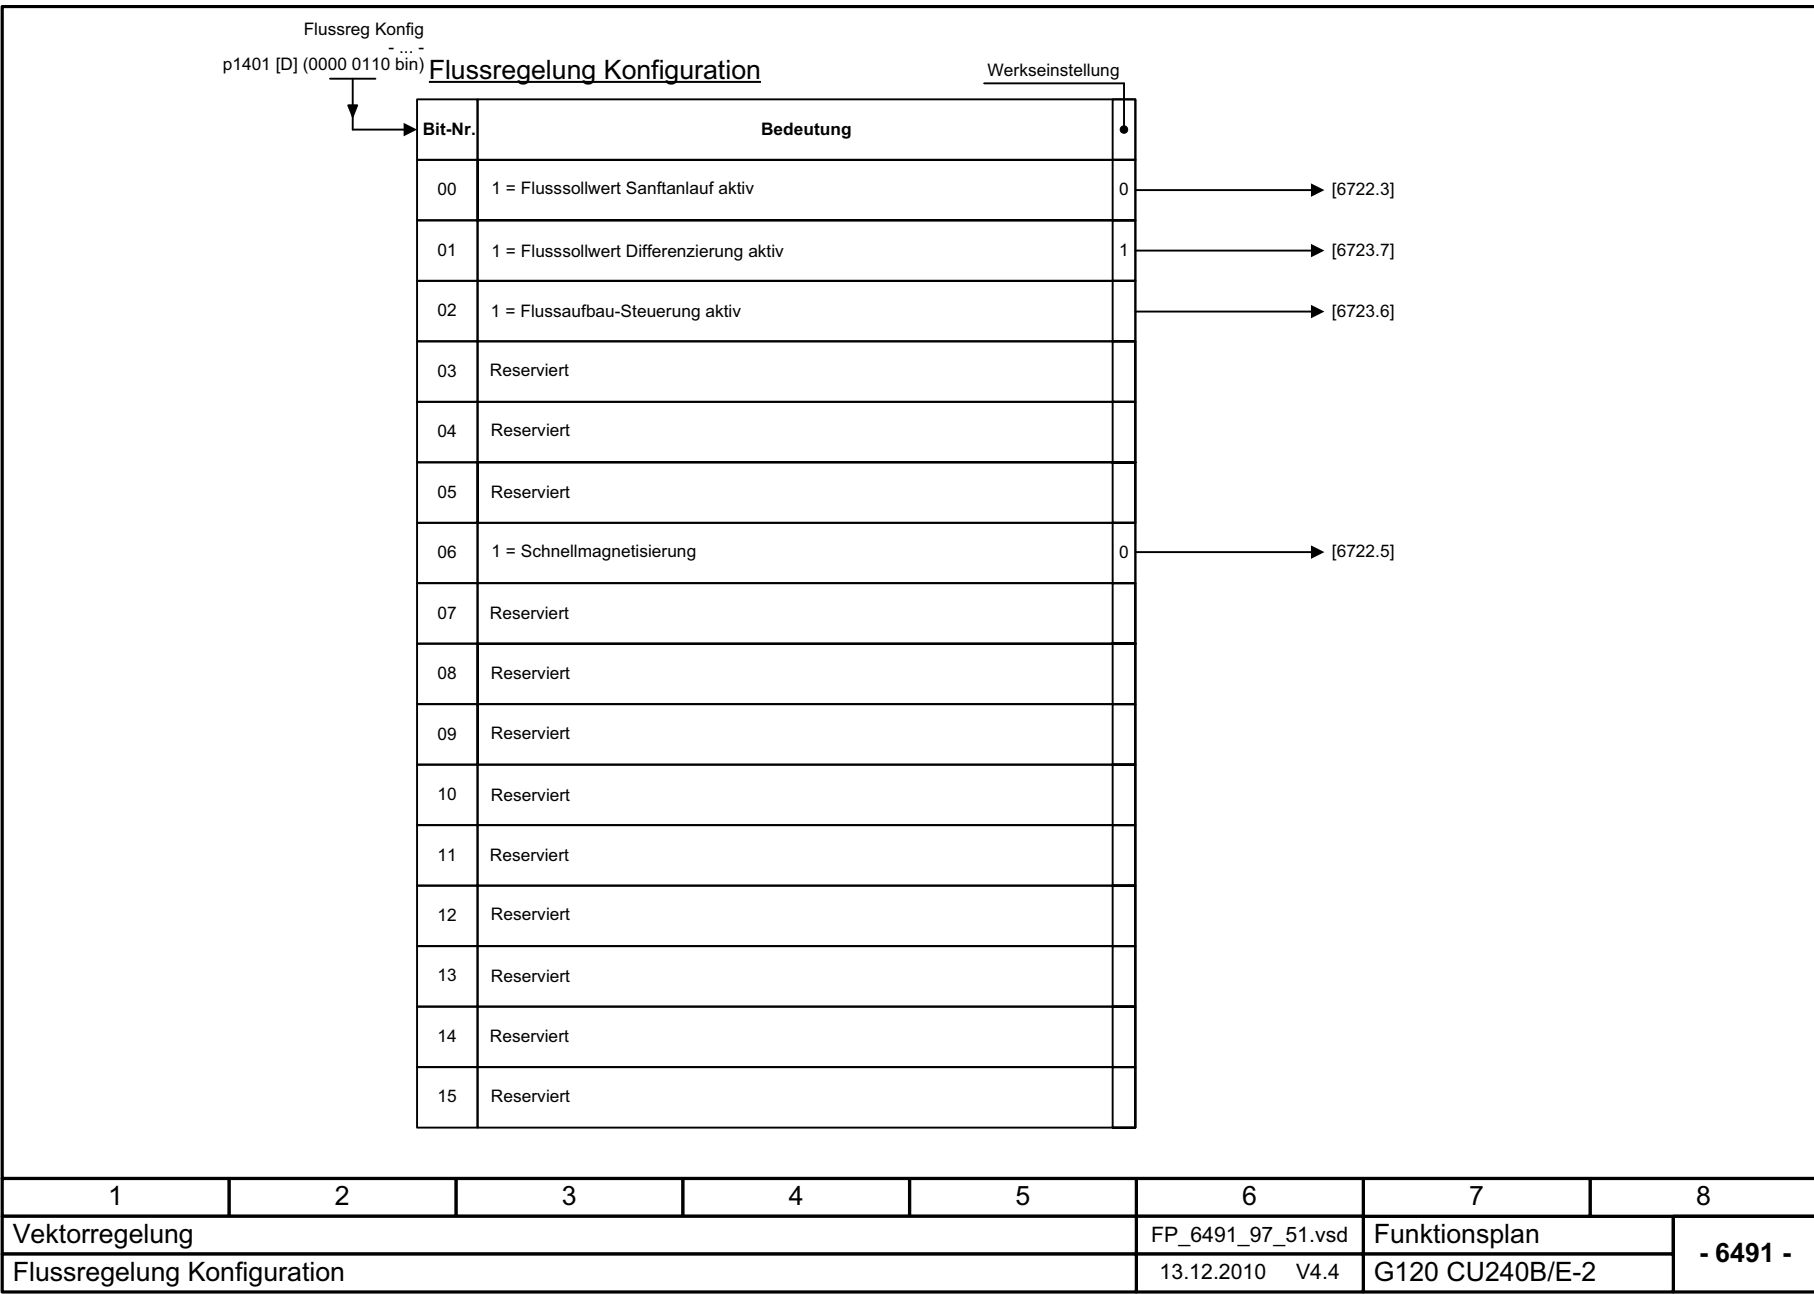 Flussreg Konfig
- ... -
p1401 [D] (0000 0110 bin)
Flussregelung Konfiguration
Werkseinstellung
Bit-Nr. Bedeutung
00 1 = Flusssollwert Sanftanlauf aktiv 0 [6722.3]
01 1 = Flusssollwert Differenzierung aktiv 1 [6723.7]
02 1 = Flussaufbau-Steuerung aktiv [6723.6]
03 Reserviert
04 Reserviert
05 Reserviert
06 1 = Schnellmagnetisierung 0 [6722.5]
07 Reserviert
08 Reserviert
09 Reserviert
10 Reserviert
11 Reserviert
12 Reserviert
13 Reserviert
14 Reserviert
15 Reserviert
1 2 3 4 5 6 7 8
Vektorregelung FP_6491_97_51.vsd Funktionsplan
- 6491 -
Flussregelung Konfiguration 13.12.2010 V4.4 G120 CU240B/E-2